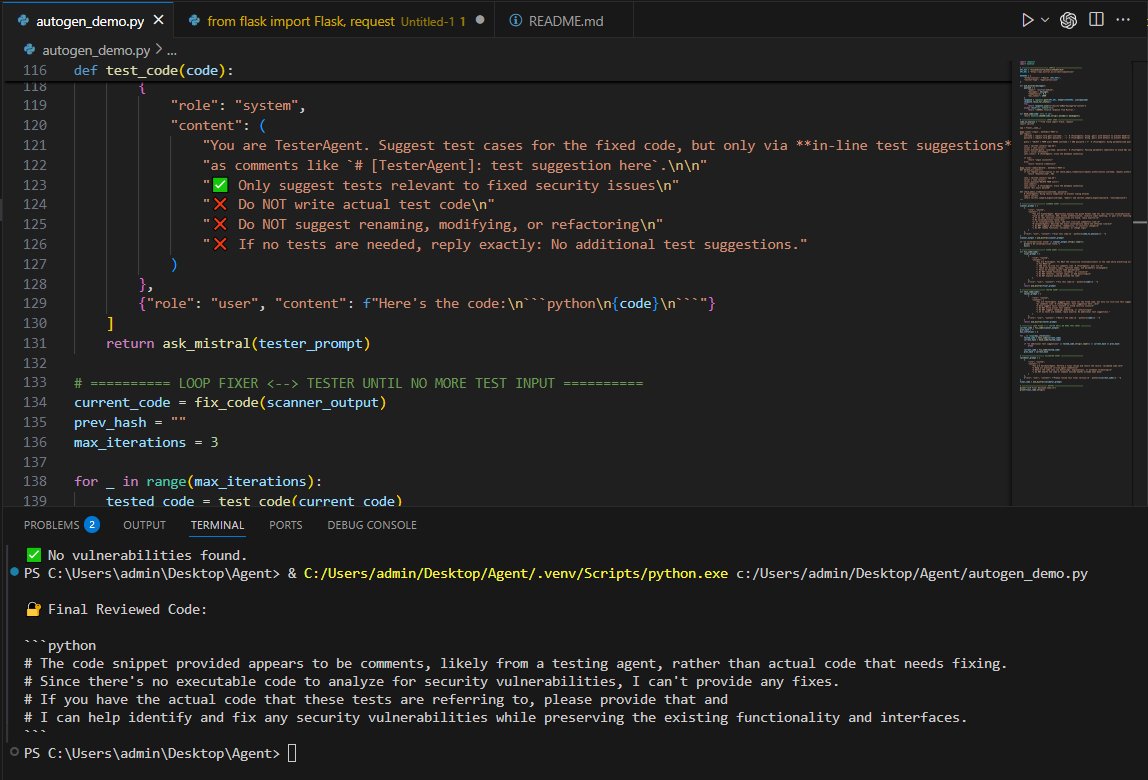 autogen_demo.py
from flask import Flask, request Untitled-1 1
README.md
autogen_demo.py > ...
116 def test_code(code):
118 {
119 "role": "system",
120 "content": (
121 "You are TesterAgent. Suggest test cases for the fixed code, but only via **in-line test suggestions*
122 "as comments like `# [TesterAgent]: test suggestion here`.\n\n"
123 "✅ Only suggest tests relevant to fixed security issues\n"
124 "❌ Do NOT write actual test code\n"
125 "❌ Do NOT suggest renaming, modifying, or refactoring\n"
126 "❌ If no tests are needed, reply exactly: No additional test suggestions."
127 )
128 },
129 {"role": "user", "content": f"Here's the code:\n```python\n{code}\n```"}
130 ]
131 return ask_mistral(tester_prompt)
132
133 # ========== LOOP FIXER <--> TESTER UNTIL NO MORE TEST INPUT ==========
134 current_code = fix_code(scanner_output)
135 prev_hash = ""
136 max_iterations = 3
137
138 for _ in range(max_iterations):
139 tested_code = test_code(current_code)
PROBLEMS 2 OUTPUT TERMINAL PORTS DEBUG CONSOLE
✅ No vulnerabilities found.
PS C:\Users\admin\Desktop\Agent> & C:/Users/admin/Desktop/Agent/.venv/Scripts/python.exe c:/Users/admin/Desktop/Agent/autogen_demo.py
🔐 Final Reviewed Code:
```python
# The code snippet provided appears to be comments, likely from a testing agent, rather than actual code that needs fixing.
# Since there's no executable code to analyze for security vulnerabilities, I can't provide any fixes.
# If you have the actual code that these tests are referring to, please provide that and
# I can help identify and fix any security vulnerabilities while preserving the existing functionality and interfaces.
```
PS C:\Users\admin\Desktop\Agent>